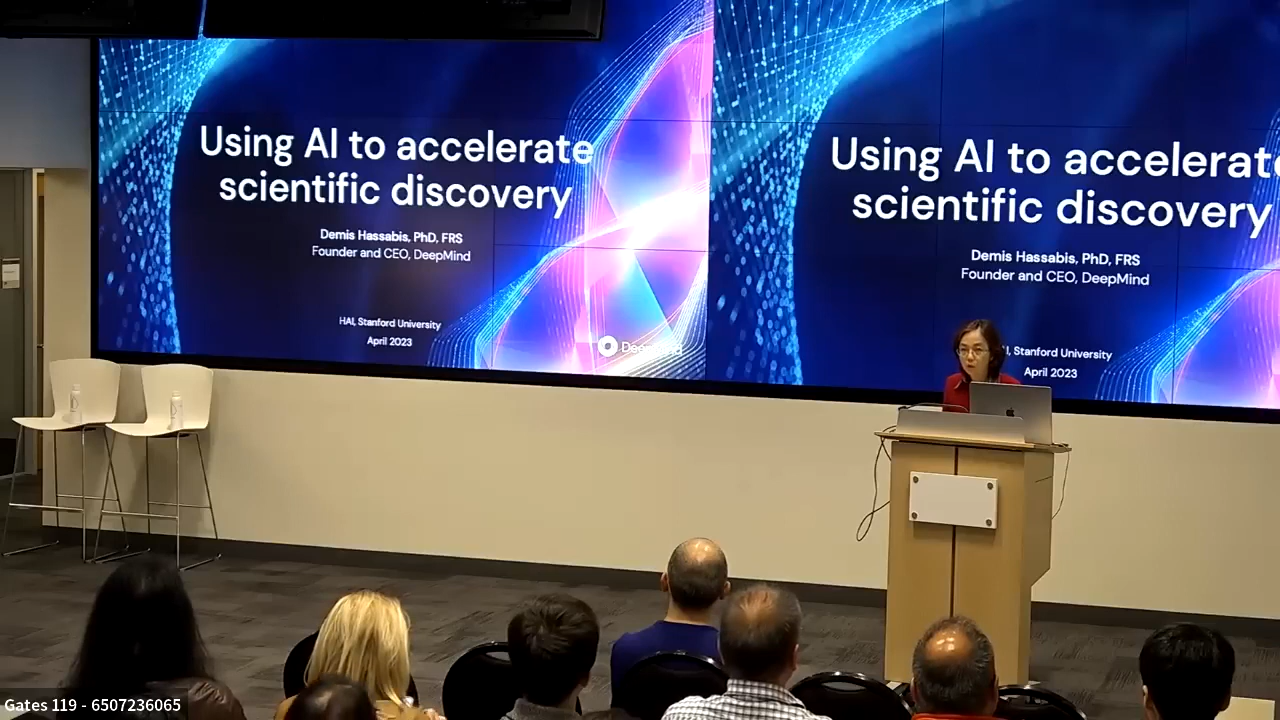 Using AI to accelerate
scientific discovery
Demis Hassabis, PhD, FRS
Founder and CEO, DeepMind
HAI, Stanford University
April 2023
Using AI to accelerate
scientific discovery
Demis Hassabis, PhD, FRS
Founder and CEO, DeepMind
Stanford University
April 2023
Gates 119 - 6507236065